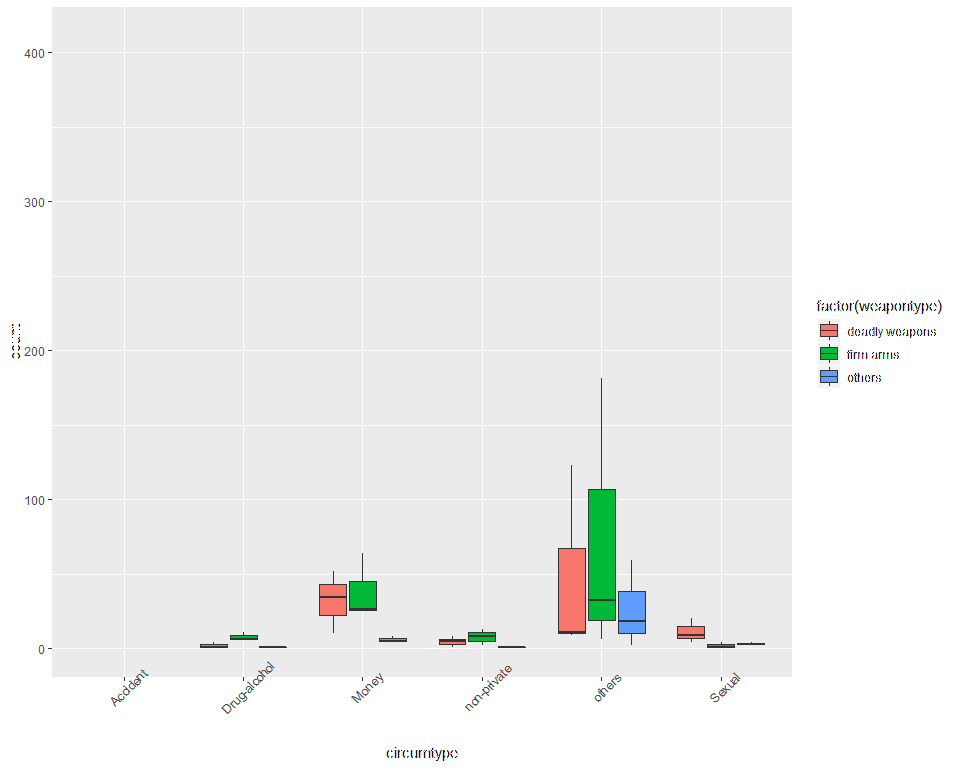 400
300
200
100
0
count
Accident
Drug-alcohol
Money
non-private
others
Sexual
circumtype
factor(weapontype)
deadly weapons
firm arms
others